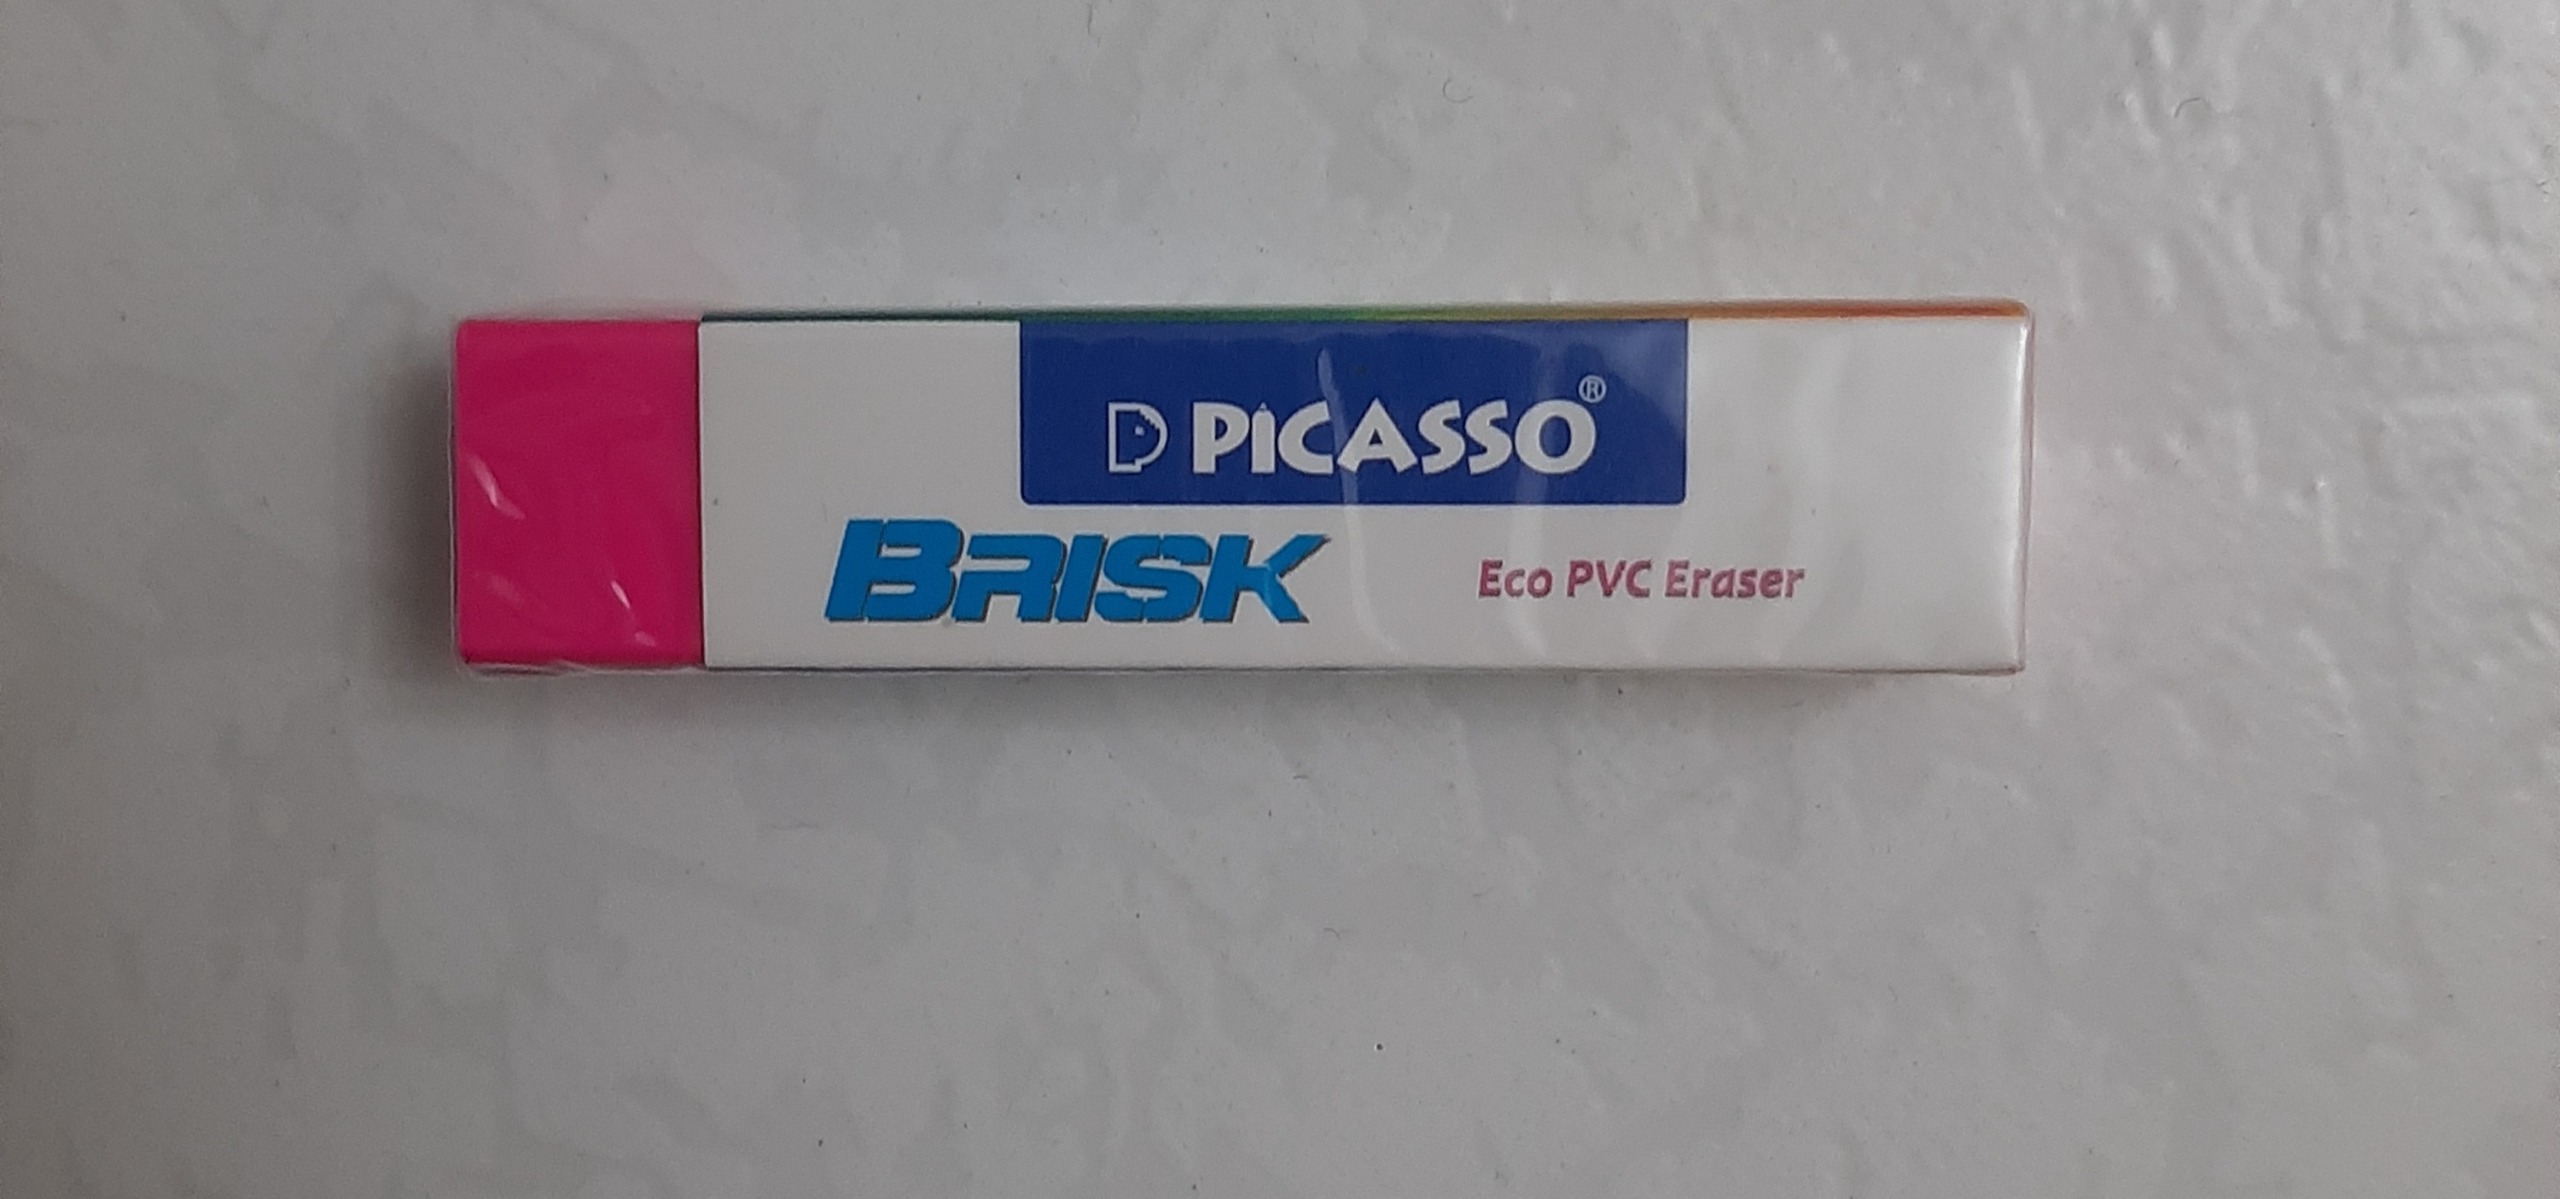 PICASSO®
BRISK
Eco PVC Eraser